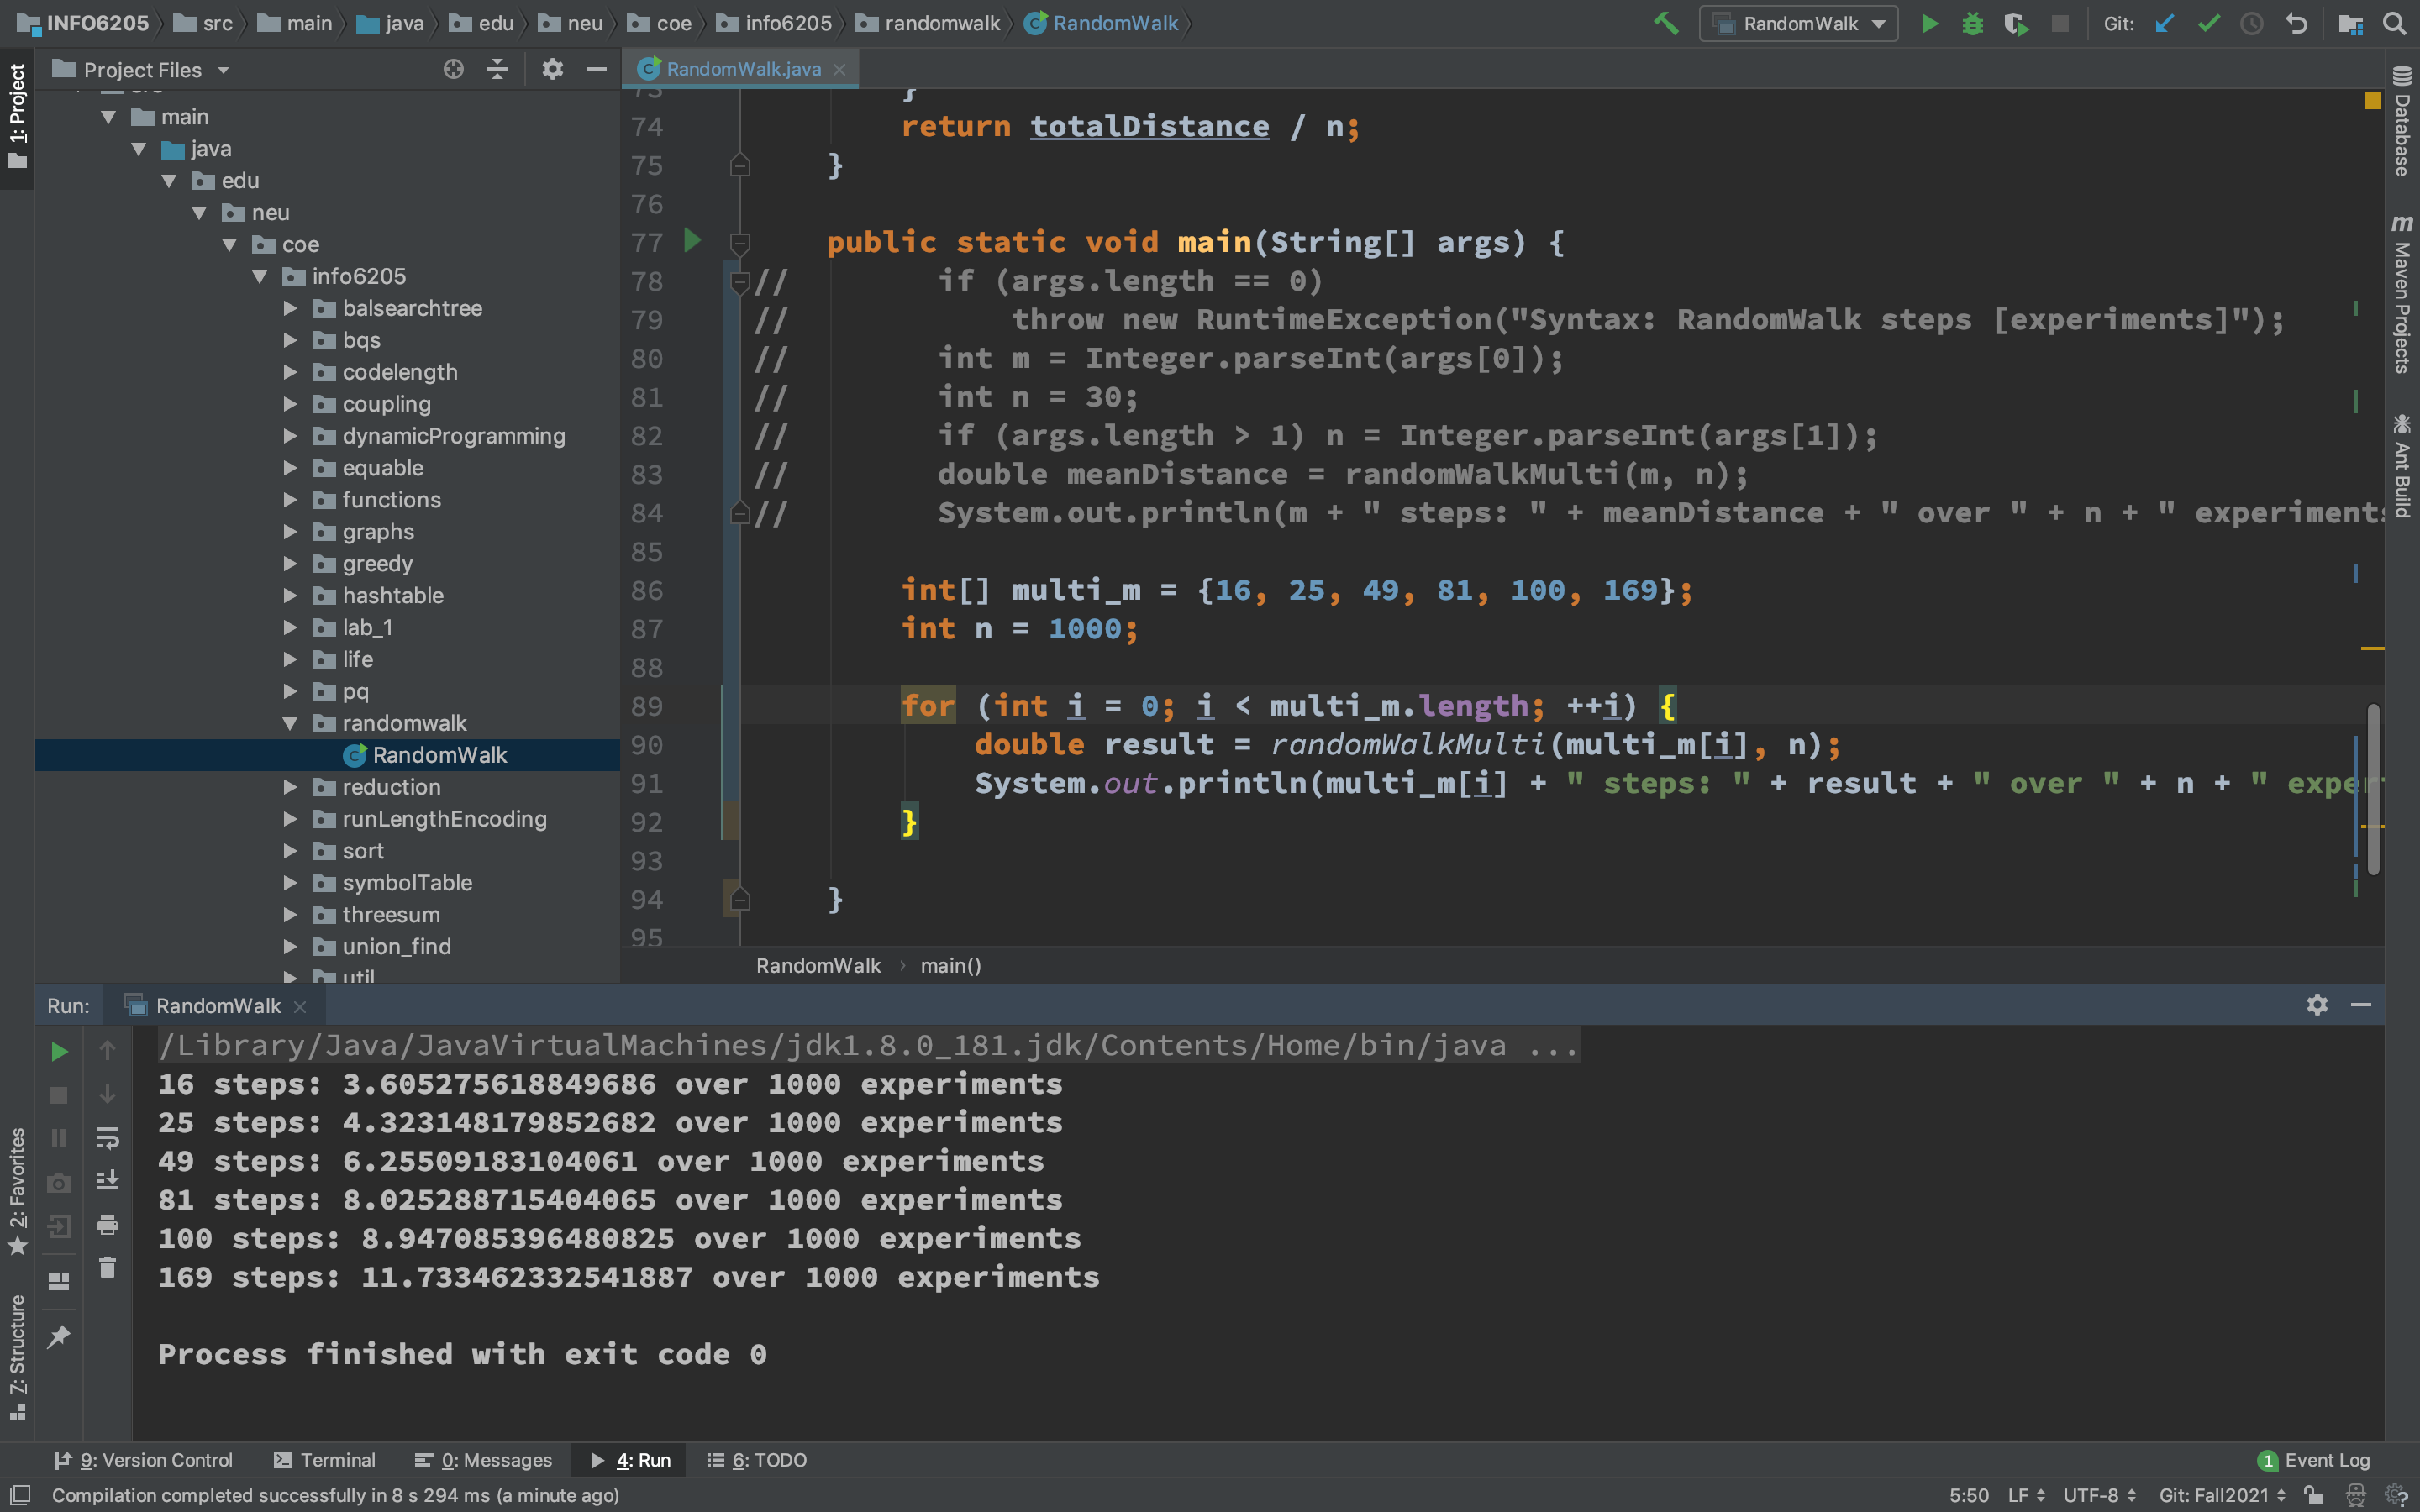 INFO6205 src main java edu neu coe info6205 randomwalk RandomWalk RandomWalk Git:
1: Project
Project Files
RandomWalk.java
main
java
edu
neu
coe
info6205
balsearchtree
bqs
codelength
coupling
dynamicProgramming
equable
functions
graphs
greedy
hashtable
lab_1
life
pq
randomwalk
RandomWalk
reduction
runLengthEncoding
sort
symbolTable
threesum
union_find
util
73 }
74 return totalDistance / n;
75 }
76
77 public static void main(String[] args) {
78 // if (args.length == 0)
79 // throw new RuntimeException("Syntax: RandomWalk steps [experiments]");
80 // int m = Integer.parseInt(args[0]);
81 // int n = 30;
82 // if (args.length > 1) n = Integer.parseInt(args[1]);
83 // double meanDistance = randomWalkMulti(m, n);
84 // System.out.println(m + " steps: " + meanDistance + " over " + n + " experiments
85
86 int[] multi_m = {16, 25, 49, 81, 100, 169};
87 int n = 1000;
88
89 for (int i = 0; i < multi_m.length; ++i) {
90 double result = randomWalkMulti(multi_m[i], n);
91 System.out.println(multi_m[i] + " steps: " + result + " over " + n + " exper
92 }
93
94 }
95
RandomWalk › main()
Database
Maven Projects
Ant Build
Run: RandomWalk
/Library/Java/JavaVirtualMachines/jdk1.8.0_181.jdk/Contents/Home/bin/java ...
16 steps: 3.605275618849686 over 1000 experiments
25 steps: 4.323148179852682 over 1000 experiments
49 steps: 6.25509183104061 over 1000 experiments
81 steps: 8.025288715404065 over 1000 experiments
100 steps: 8.947085396480825 over 1000 experiments
169 steps: 11.733462332541887 over 1000 experiments
Process finished with exit code 0
2: Favorites
7: Structure
9: Version Control Terminal 0: Messages 4: Run 6: TODO 1 Event Log
Compilation completed successfully in 8 s 294 ms (a minute ago) 5:50 LF UTF-8 Git: Fall2021